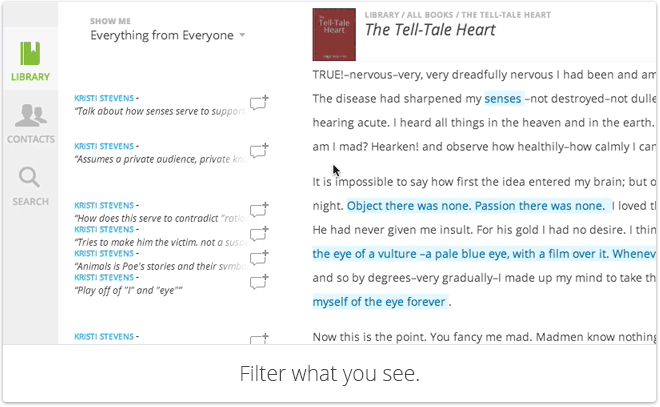 SHOW ME
Everything from Everyone
LIBRARY / ALL BOOKS / THE TELL-TALE HEART
The Tell-Tale Heart
The
Tell-Tale
Heart
LIBRARY
CONTACTS
SEARCH
KRISTI STEVENS -
“Talk about how senses serve to support
KRISTI STEVENS -
“Assumes a private audience, private
KRISTI STEVENS -
“How does this serve to contradict
KRISTI STEVENS -
“Tries to make him the victim. not a
KRISTI STEVENS -
“Animals is Poe's stories and their
KRISTI STEVENS -
“Play off of "I" and "eye"”
KRISTI STEVENS -
TRUE!–nervous–very, very dreadfully nervous I had been and am
The disease had sharpened my senses –not destroyed–not
hearing acute. I heard all things in the heaven and in the earth.
am I mad? Hearken! and observe how healthily–how calmly I can
It is impossible to say how first the idea entered my brain; but
night. Object there was none. Passion there was none. I loved
He had never given me insult. For his gold I had no desire. I
the eye of a vulture –a pale blue eye, with a film over it.
and so by degrees–very gradually–I made up my mind to take
myself of the eye forever .
Now this is the point. You fancy me mad. Madmen know nothing
Filter what you see.